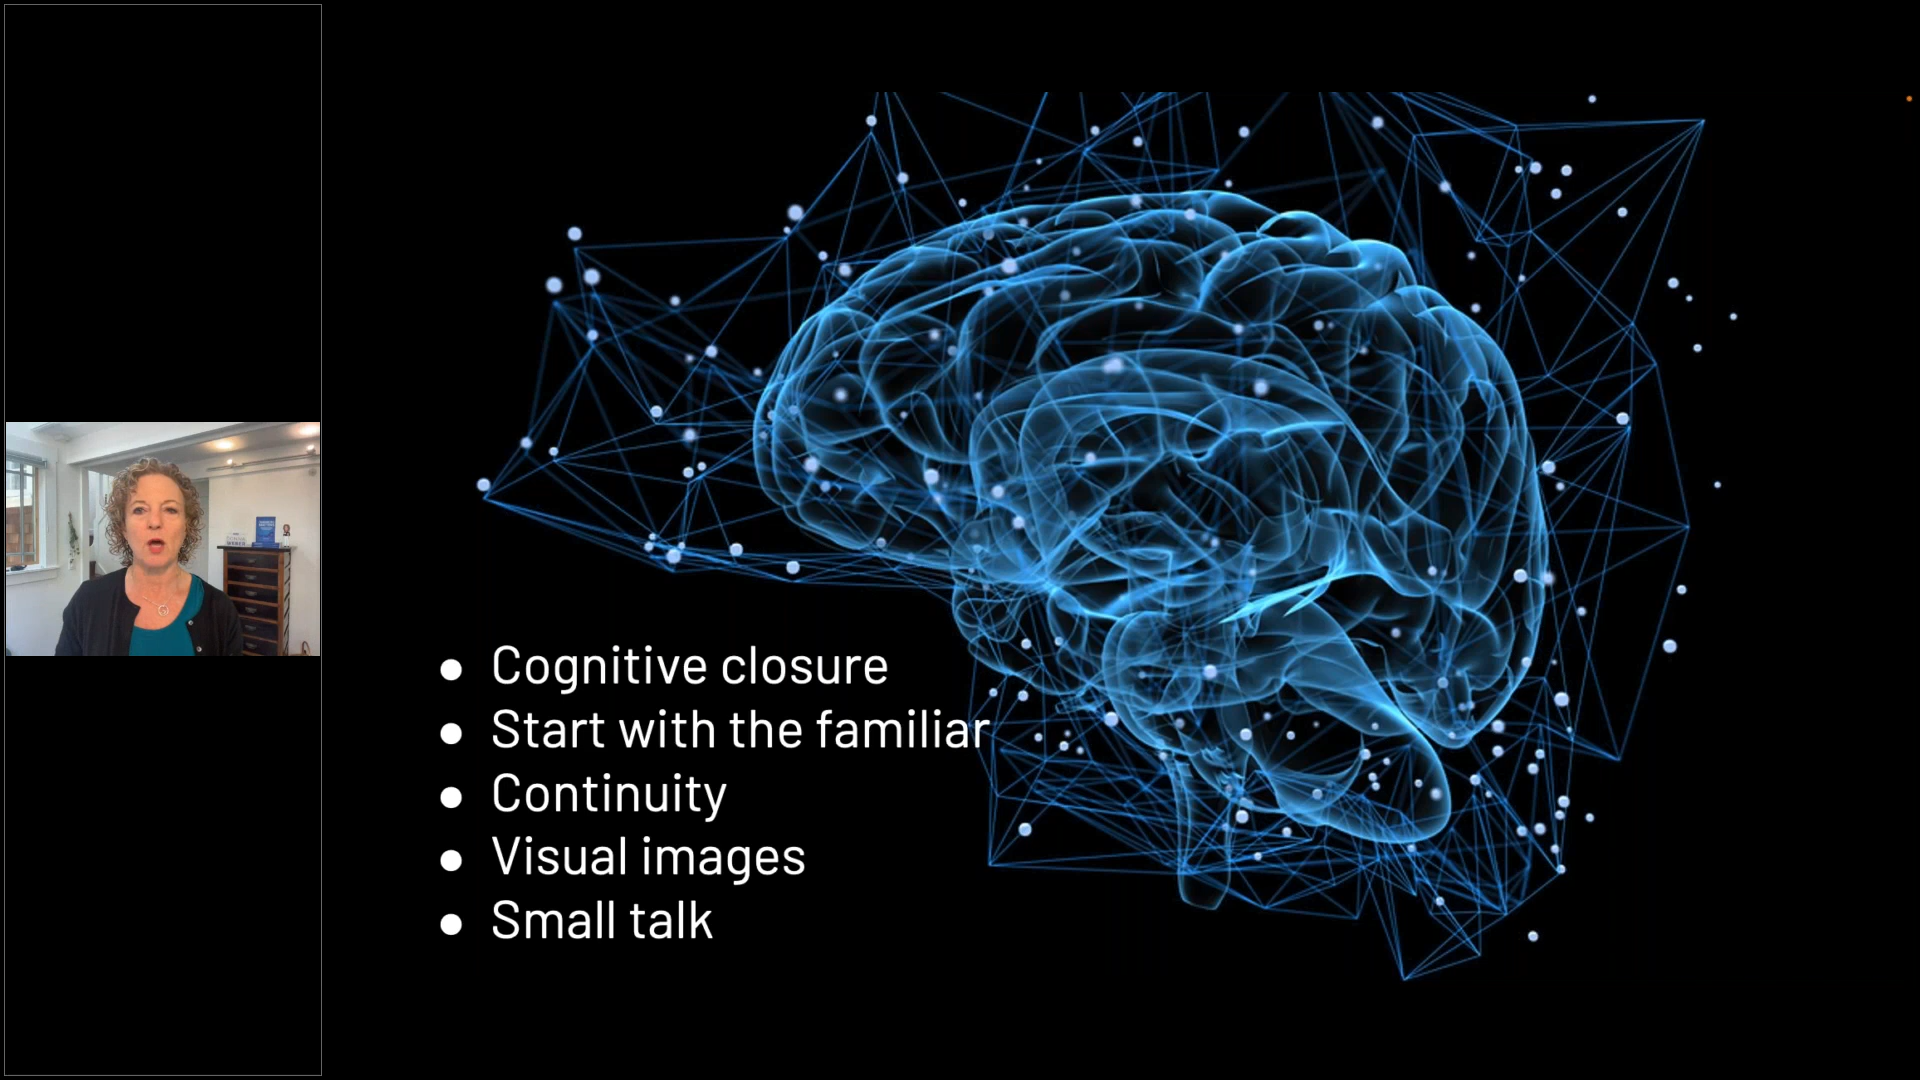 Cognitive closure
Start with the familiar
Continuity
Visual images
Small talk